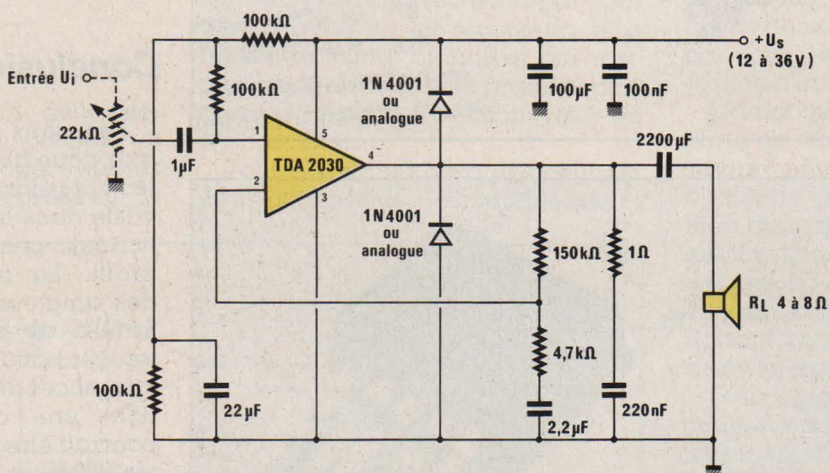 100kΩ
+Us
(12 à 36V)
Entrée Ui
100kΩ
1N4001
ou
analogue
100µF
100nF
22kΩ
1µF
1
5
TDA 2030
4
2
3
2200µF
1N4001
ou
analogue
150kΩ
1Ω
RL 4 à 8Ω
4,7kΩ
100kΩ
22µF
2,2µF
220nF